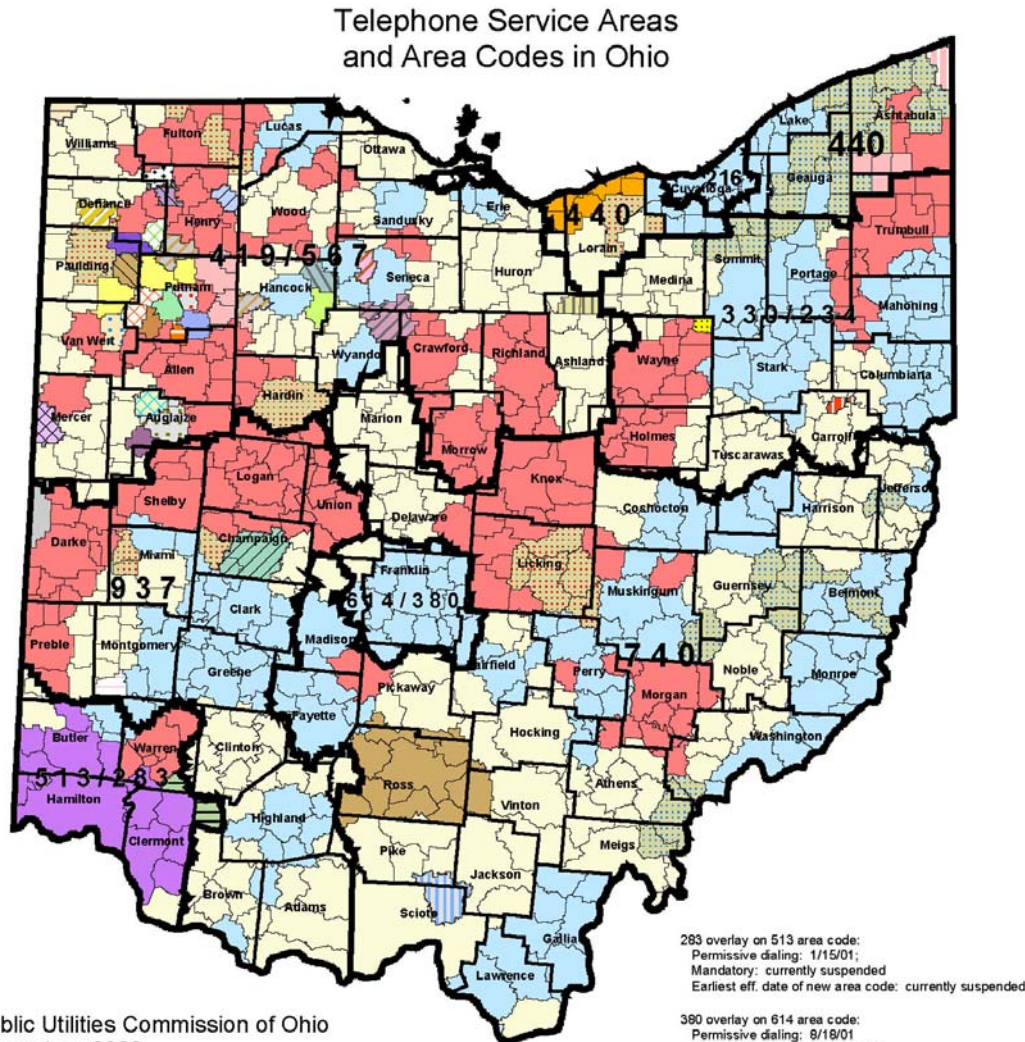 Telephone Service Areas
and Area Codes in Ohio
Williams
Fulton
Lucas
Ottawa
Lake
Ashtabula
440
Geauga
216
Cuyahoga
Defiance
Henry
Wood
Sandusky
Erie
440
Lorain
Trumbull
Paulding
Putnam
419/567
Hancock
Seneca
Huron
Medina
Summit
Portage
Mahoning
330/234
Van Wert
Allen
Wyando
Crawford
Richland
Ashland
Wayne
Stark
Columbiana
Mercer
Auglaize
Hardin
Marion
Morrow
Holmes
Tuscarawas
Carroll
Shelby
Logan
Union
Delaware
Knox
Coshocton
Harrison
Jefferson
Darke
Miami
Champaign
937
Clark
Franklin
614/380
Licking
Muskingum
Guernsey
Belmont
Preble
Montgomery
Greene
Madison
Fairfield
Perry
740
Morgan
Noble
Monroe
Butler
Warren
Clinton
Fayette
Pickaway
Hocking
Athens
Washington
513/283
Hamilton
Clermont
Highland
Ross
Vinton
Meigs
Brown
Adams
Pike
Scioto
Jackson
Gallia
Lawrence
283 overlay on 513 area code:
Permissive dialing: 1/15/01;
Mandatory: currently suspended
Earliest eff. date of new area code: currently suspended
blic Utilities Commission of Ohio
380 overlay on 614 area code:
Permissive dialing: 8/18/01